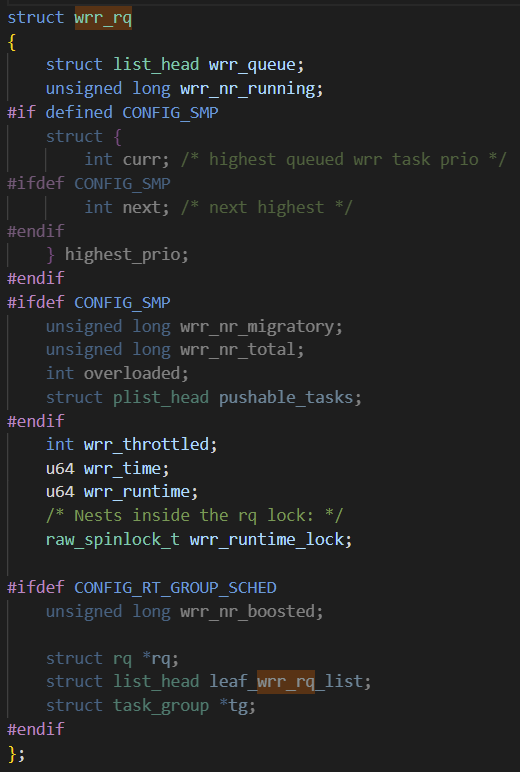 struct wrr_rq
{
    struct list_head wrr_queue;
    unsigned long wrr_nr_running;
#if defined CONFIG_SMP
    struct {
        int curr; /* highest queued wrr task prio */
#ifdef CONFIG_SMP
        int next; /* next highest */
#endif
    } highest_prio;
#endif
#ifdef CONFIG_SMP
    unsigned long wrr_nr_migratory;
    unsigned long wrr_nr_total;
    int overloaded;
    struct plist_head pushable_tasks;
#endif
    int wrr_throttled;
    u64 wrr_time;
    u64 wrr_runtime;
    /* Nests inside the rq lock: */
    raw_spinlock_t wrr_runtime_lock;

#ifdef CONFIG_RT_GROUP_SCHED
    unsigned long wrr_nr_boosted;

    struct rq *rq;
    struct list_head leaf_wrr_rq_list;
    struct task_group *tg;
#endif
};